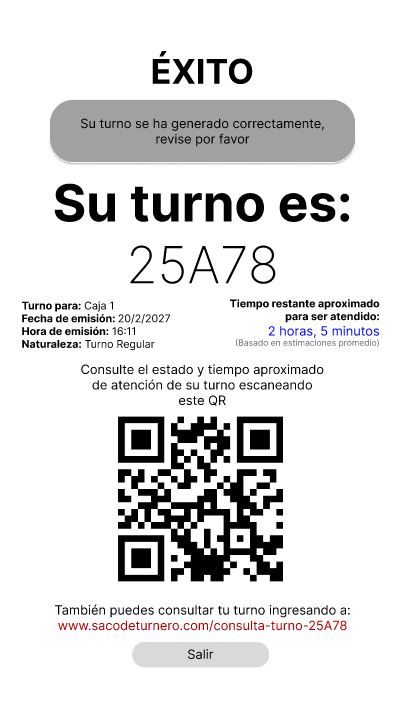 ÉXITO
Su turno se ha generado correctamente,
revise por favor
Su turno es:
25A78
Turno para: Caja 1
Fecha de emisión: 20/2/2027
Hora de emisión: 16:11
Naturaleza: Turno Regular
Tiempo restante aproximado
para ser atendido:
2 horas, 5 minutos
(Basado en estimaciones promedio)
Consulte el estado y tiempo aproximado
de atención de su turno escaneando
este QR
También puedes consultar tu turno ingresando a:
www.sacodeturnero.com/consulta-turno-25A78
Salir